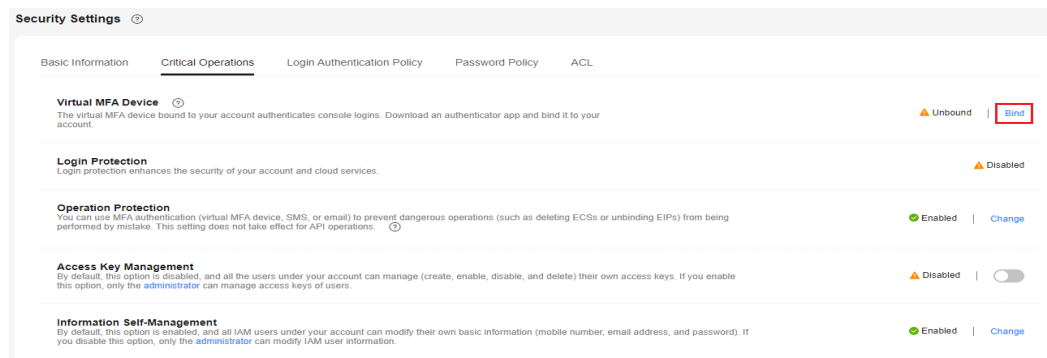 Security Settings ?
Basic Information Critical Operations Login Authentication Policy Password Policy ACL
Virtual MFA Device ?
The virtual MFA device bound to your account authenticates console logins. Download an authenticator app and bind it to your
account.
Unbound | Bind
Login Protection
Login protection enhances the security of your account and cloud services.
Disabled
Operation Protection
You can use MFA authentication (virtual MFA device, SMS, or email) to prevent dangerous operations (such as deleting ECSs or unbinding EIPs) from being
performed by mistake. This setting does not take effect for API operations. ?
Enabled | Change
Access Key Management
By default, this option is disabled, and all the users under your account can manage (create, enable, disable, and delete) their own access keys. If you enable
this option, only the administrator can manage access keys of users.
Disabled |
Information Self-Management
By default, this option is enabled, and all IAM users under your account can modify their own basic information (mobile number, email address, and password). If
you disable this option, only the administrator can modify IAM user information.
Enabled | Change